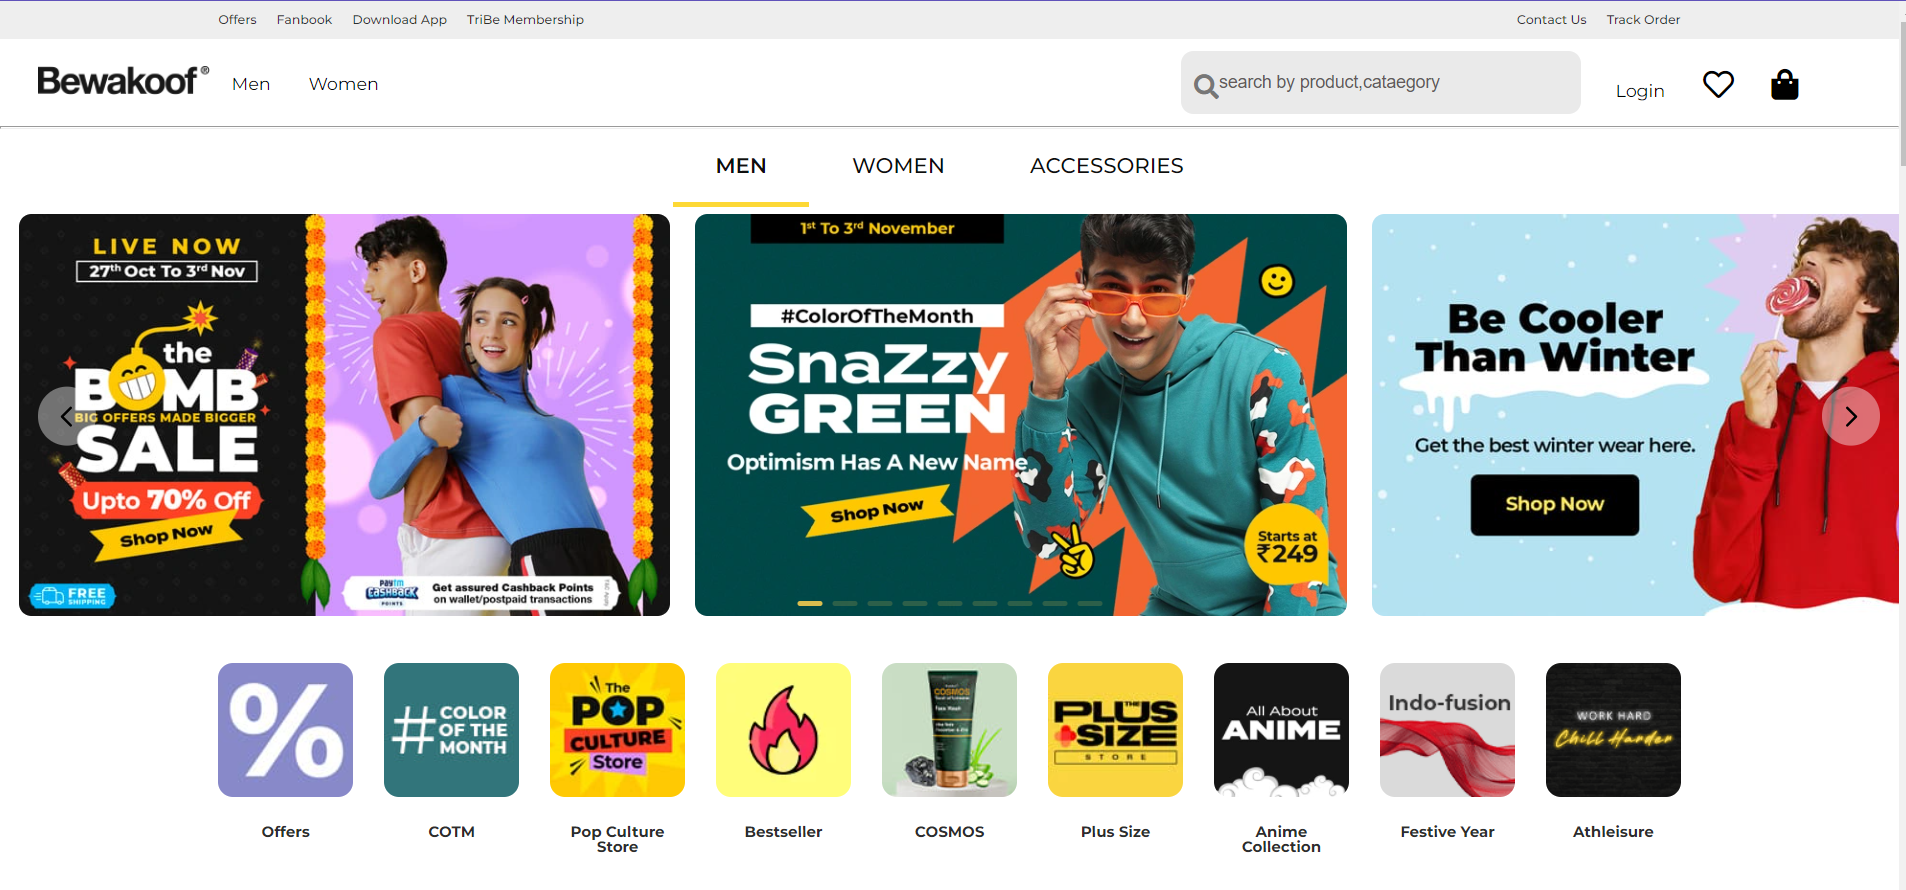 Offers Fanbook Download App TriBe Membership Contact Us Track Order
Bewakoof® Men Women search by product,cataegory Login
MEN WOMEN ACCESSORIES
LIVE NOW
27th Oct To 3rd Nov
the
BOMB
BIG OFFERS MADE BIGGER
SALE
Upto 70% Off
Shop Now
FREE
SHIPPING
paytm
CASHBACK
POINTS
Get assured Cashback Points
on wallet/postpaid transactions
1st To 3rd November
#ColorOfTheMonth
SnaZzy
GREEN
Optimism Has A New Name
Shop Now
Starts at
₹249
Be Cooler
Than Winter
Get the best winter wear here.
Shop Now
%
# COLOR
OF THE
MONTH
The
POP
CULTURE
Store
COSMOS
Face Wash
THE
PLUS
SIZE
STORE
All About
ANIME
Indo-fusion
WORK HARD
Chill Harder
Offers
COTM
Pop Culture
Store
Bestseller
COSMOS
Plus Size
Anime
Collection
Festive Year
Athleisure